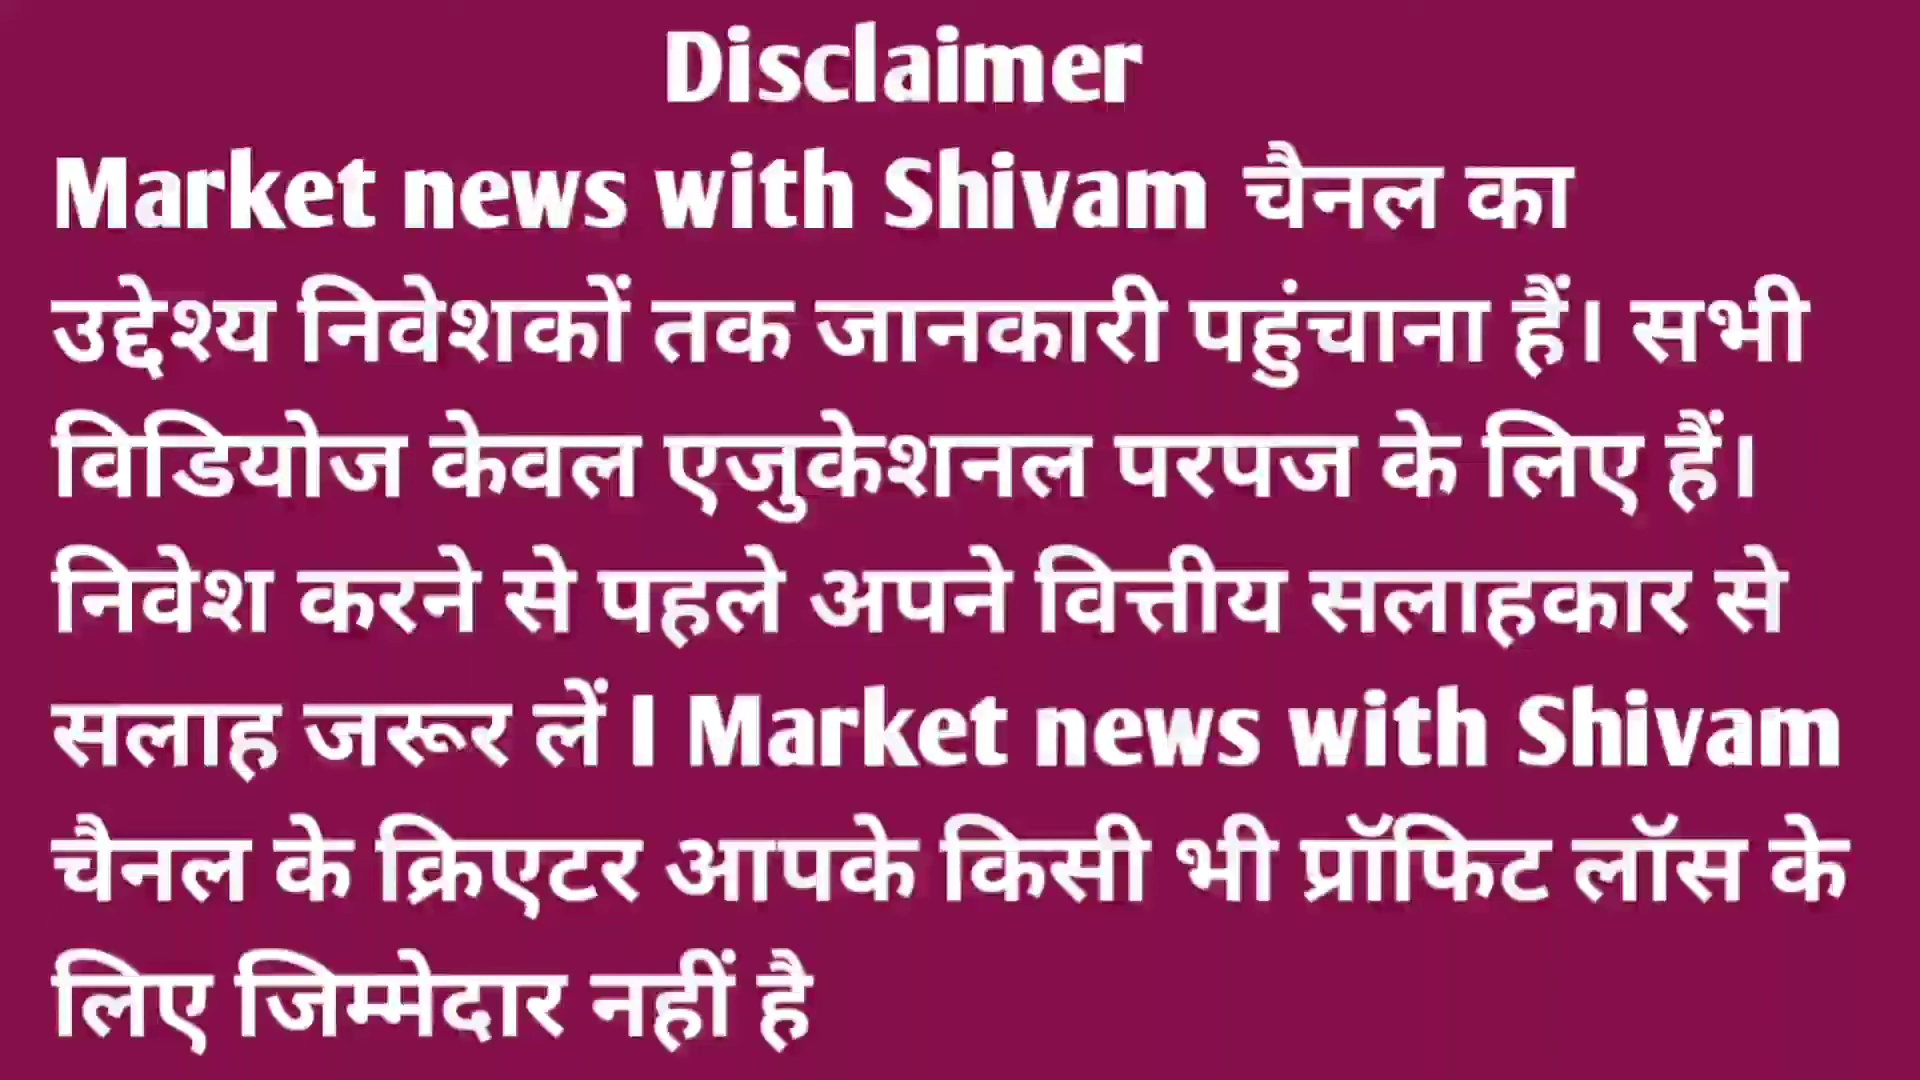 Disclaimer
Market news with Shivam चैनल का
उद्देश्य निवेशकों तक जानकारी पहुंचाना हैं। सभी
विडियोज केवल एजुकेशनल परपज के लिए हैं।
निवेश करने से पहले अपने वित्तीय सलाहकार से
सलाह जरूर लें I Market news with Shivam
चैनल के क्रिएटर आपके किसी भी प्रॉफिट लॉस के
लिए जिम्मेदार नहीं है